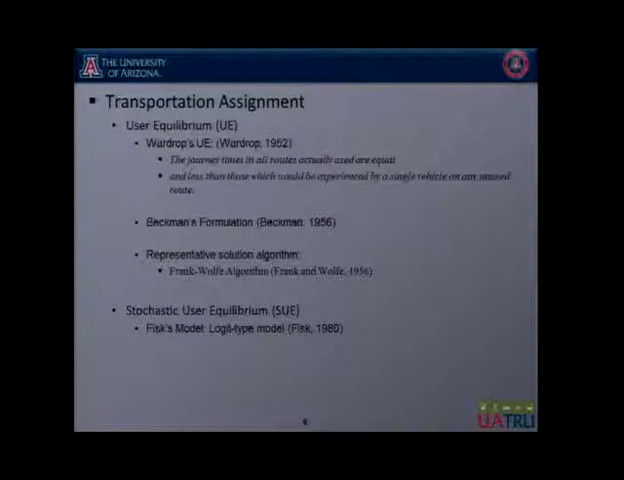 THE UNIVERSITY
OF ARIZONA.
Transportation Assignment
User Equilibrium (UE)
Wardrop's UE: (Wardrop, 1952)
The journey times in all routes actually used are equal
and less than those which would be experienced by a single vehicle on any unused
route.
Beckman's Formulation (Beckman, 1956)
Representative solution algorithm:
Frank-Wolfe Algorithm (Frank and Wolfe, 1956)
Stochastic User Equilibrium (SUE)
Fisk's Model: Logit-type model (Fisk, 1980)
UATRU